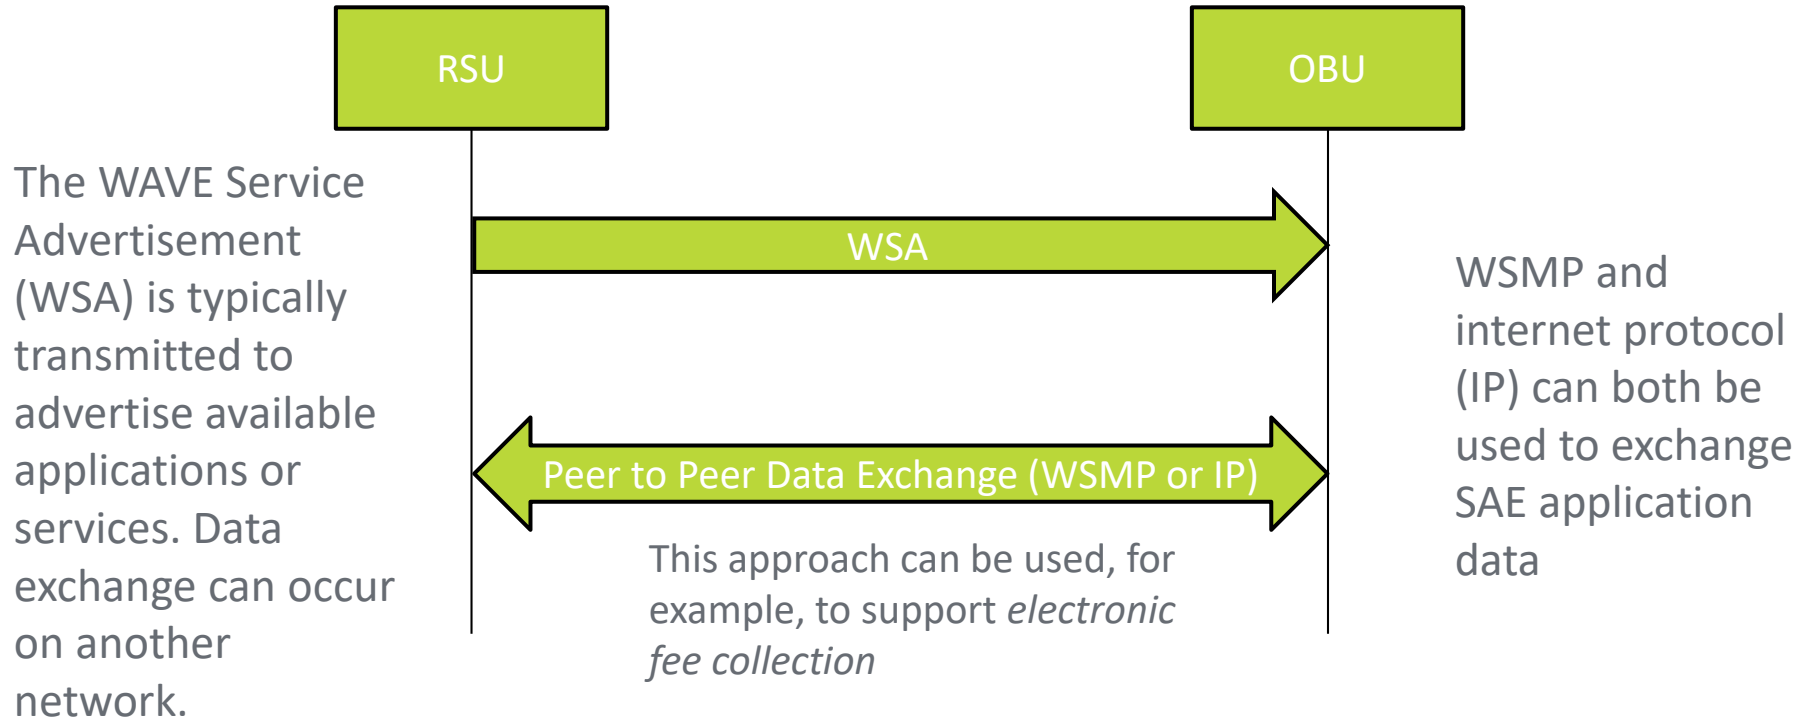 RSU
OBU
The WAVE Service
Advertisement
(WSA) is typically
transmitted to
advertise available
applications or
services. Data
exchange can occur
on another
network.
WSA
Peer to Peer Data Exchange (WSMP or IP)
This approach can be used, for
example, to support electronic
fee collection
WSMP and
internet protocol
(IP) can both be
used to exchange
SAE application
data